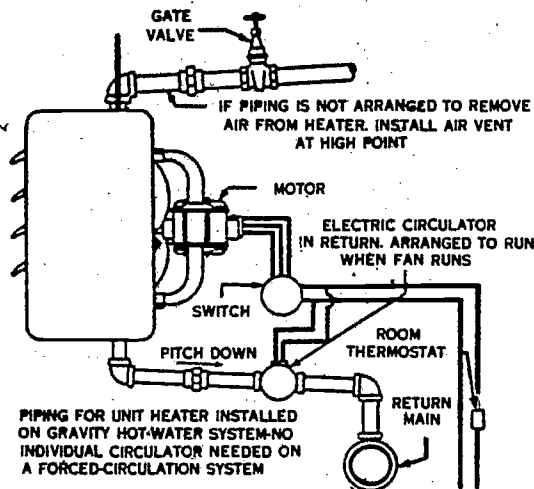 GATE
VALVE
IF PIPING IS NOT ARRANGED TO REMOVE
AIR FROM HEATER. INSTALL AIR VENT
AT HIGH POINT
MOTOR
ELECTRIC CIRCULATOR
IN RETURN. ARRANGED TO RUN
WHEN FAN RUNS
SWITCH
ROOM
THERMOSTAT
PITCH DOWN
RETURN
MAIN
PIPING FOR UNIT HEATER INSTALLED
ON GRAVITY HOT-WATER SYSTEM-NO
INDIVIDUAL CIRCULATOR NEEDED ON
A FORCED-CIRCULATION SYSTEM